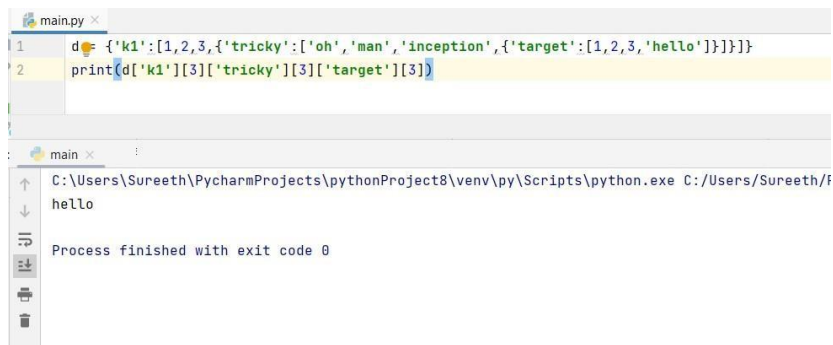 main.py
1 d = {'k1':[1,2,3,{'tricky':['oh','man','inception',{'target':[1,2,3,'hello']}]}]}
2 print(d['k1'][3]['tricky'][3]['target'][3])
main
C:\Users\Sureeth\PycharmProjects\pythonProject8\venv\py\Scripts\python.exe C:/Users/Sureeth/
hello
Process finished with exit code 0